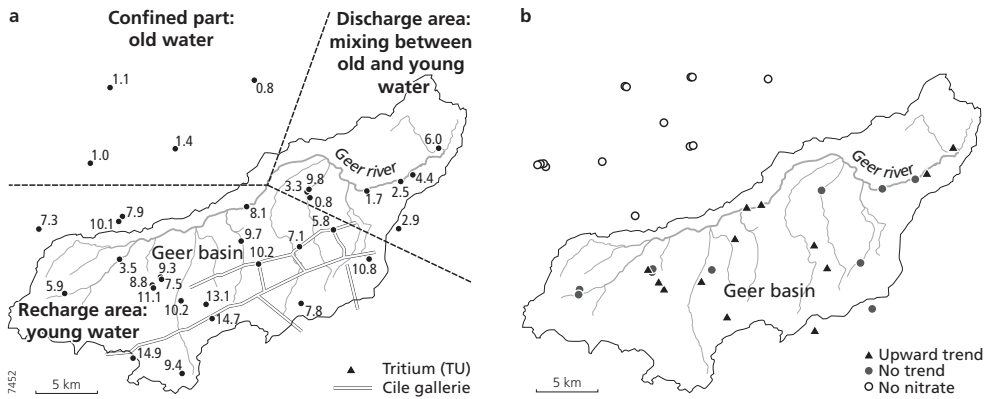 a
Confined part:
old water
Discharge area:
mixing between
old and young
water
1.1
0.8
1.4
1.0
6.0
Geer river
9.8
3.3
0.8
1.7
2.5
4.4
7.3
7.9
10.1
8.1
5.8
2.9
9.7
7.1
Geer basin
10.2
10.8
3.5
9.3
8.8
7.5
11.1
5.9
10.2
13.1
7.8
14.7
Recharge area:
young water
14.9
9.4
Tritium (TU)
Cile gallerie
5 km
7452
b
Geer river
Geer basin
Upward trend
No trend
No nitrate
5 km